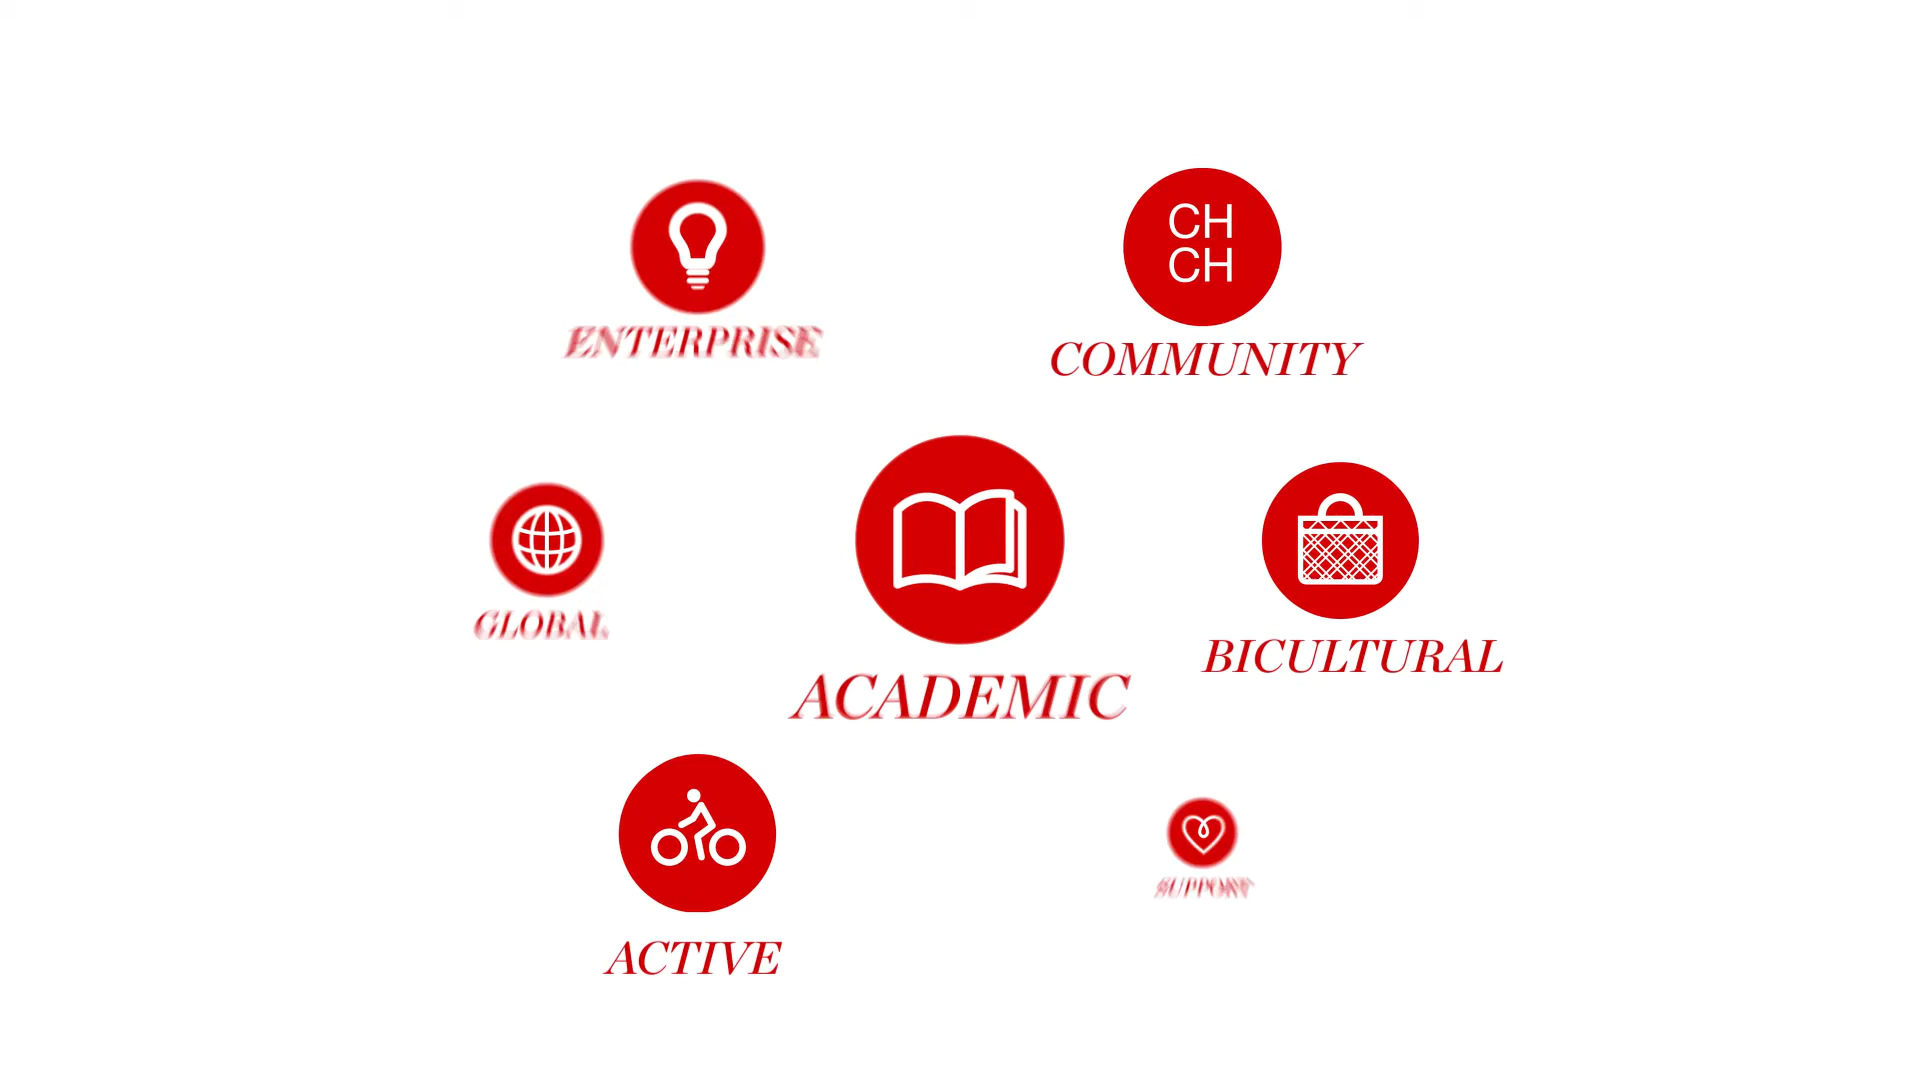 CH
CH
ENTERPRISE
COMMUNITY
GLOBAL
ACADEMIC
BICULTURAL
SUPPORT
ACTIVE